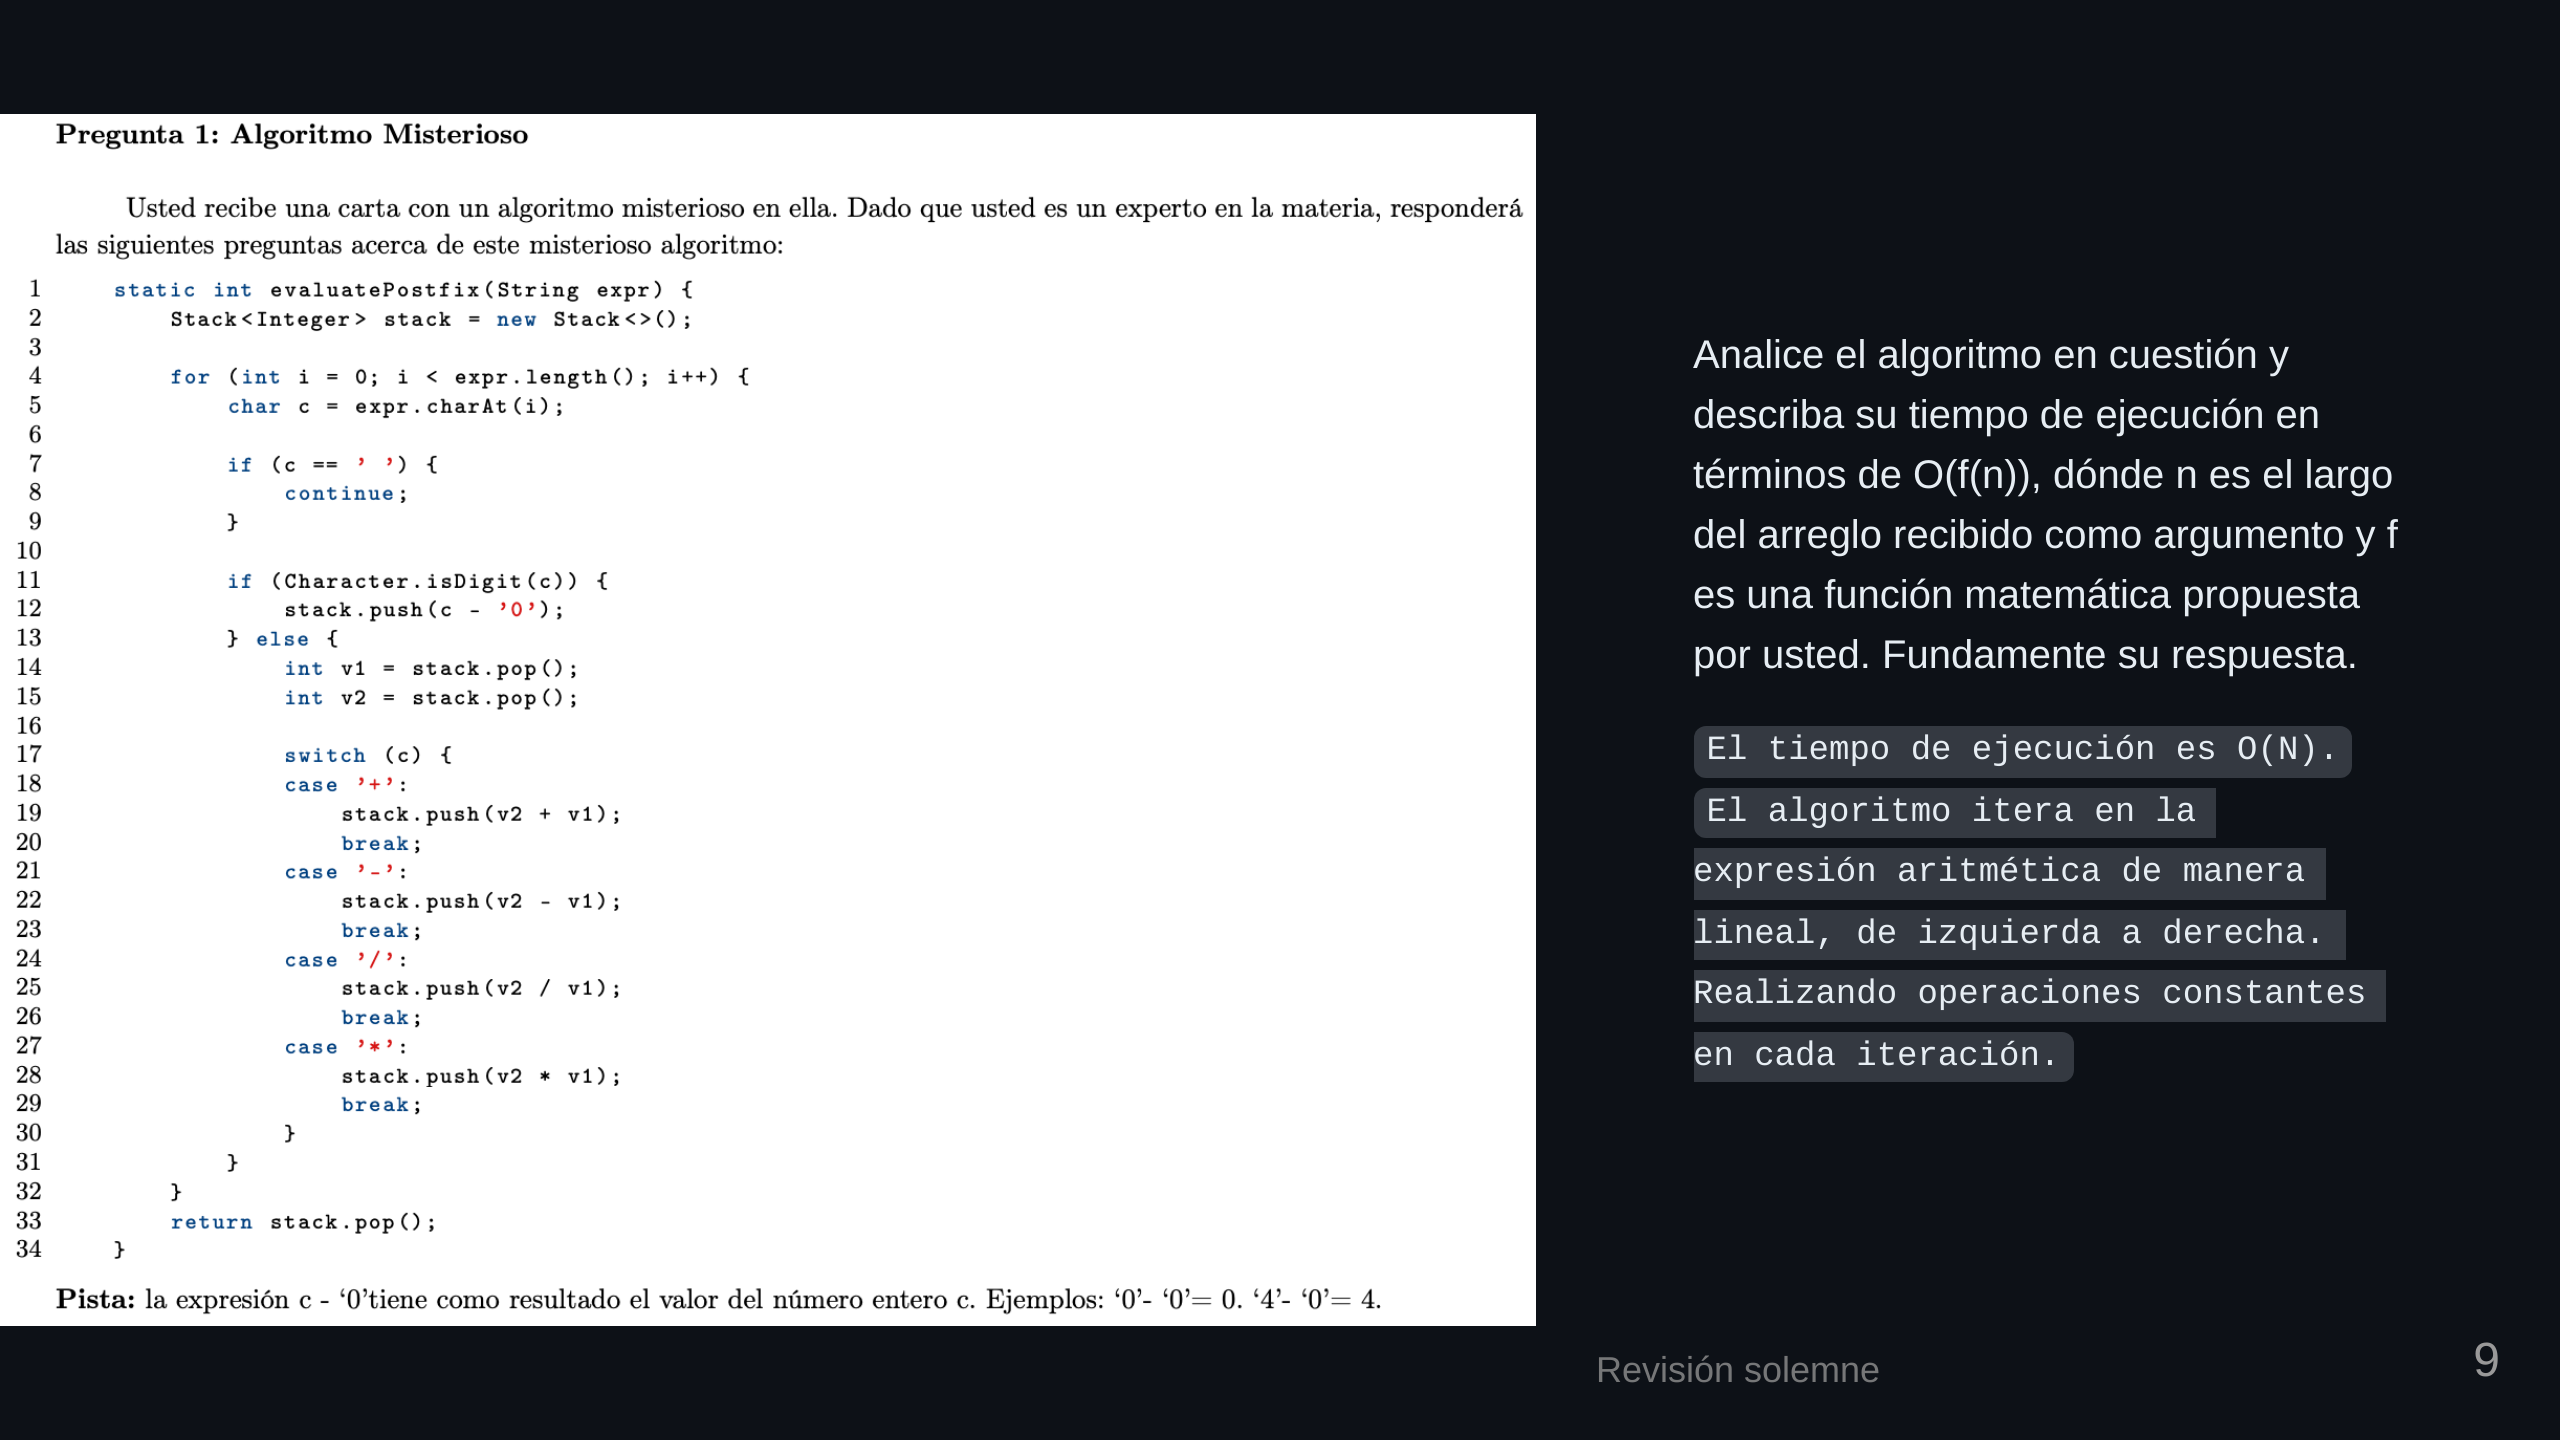 Pregunta 1: Algoritmo Misterioso
Usted recibe una carta con un algoritmo misterioso en ella. Dado que usted es un experto en la materia, responderá
las siguientes preguntas acerca de este misterioso algoritmo:
1 static int evaluatePostfix(String expr) {
2 Stack<Integer> stack = new Stack<>();
3
4 for (int i = 0; i < expr.length(); i++) {
5 char c = expr.charAt(i);
6
7 if (c == ' ') {
8 continue;
9 }
10
11 if (Character.isDigit(c)) {
12 stack.push(c - '0');
13 } else {
14 int v1 = stack.pop();
15 int v2 = stack.pop();
16
17 switch (c) {
18 case '+':
19 stack.push(v2 + v1);
20 break;
21 case '-':
22 stack.push(v2 - v1);
23 break;
24 case '/':
25 stack.push(v2 / v1);
26 break;
27 case '*':
28 stack.push(v2 * v1);
29 break;
30 }
31 }
32 }
33 return stack.pop();
34 }
Pista: la expresión c - ‘0’tiene como resultado el valor del número entero c. Ejemplos: ‘0’- ‘0’= 0. ‘4’- ‘0’= 4.
Analice el algoritmo en cuestión y
describa su tiempo de ejecución en
términos de O(f(n)), dónde n es el largo
del arreglo recibido como argumento y f
es una función matemática propuesta
por usted. Fundamente su respuesta.
El tiempo de ejecución es O(N).
El algoritmo itera en la
expresión aritmética de manera
lineal, de izquierda a derecha.
Realizando operaciones constantes
en cada iteración.
Revisión solemne
9